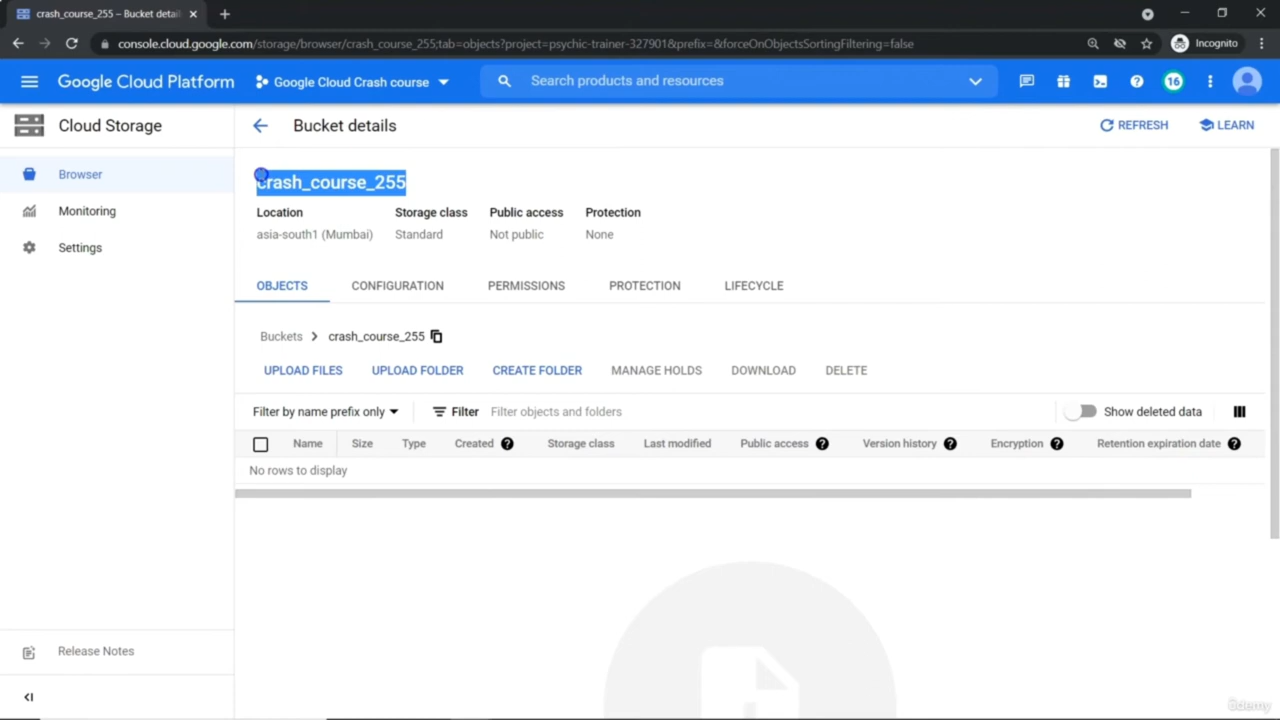 crash_course_255 – Bucket detail
console.cloud.google.com/storage/browser/crash_course_255;tab=objects?project=psychic-trainer-327901&prefix=&forceOnObjectsSortingFiltering=false
Incognito
Google Cloud Platform
Google Cloud Crash course
Search products and resources
16
Cloud Storage
Bucket details
REFRESH
LEARN
Browser
Monitoring
Settings
crash_course_255
Location Storage class Public access Protection
asia-south1 (Mumbai) Standard Not public None
OBJECTS CONFIGURATION PERMISSIONS PROTECTION LIFECYCLE
Buckets > crash_course_255
UPLOAD FILES UPLOAD FOLDER CREATE FOLDER MANAGE HOLDS DOWNLOAD DELETE
Filter by name prefix only Filter Filter objects and folders Show deleted data
Name Size Type Created Storage class Last modified Public access Version history Encryption Retention expiration date
No rows to display
Release Notes
ûdemy